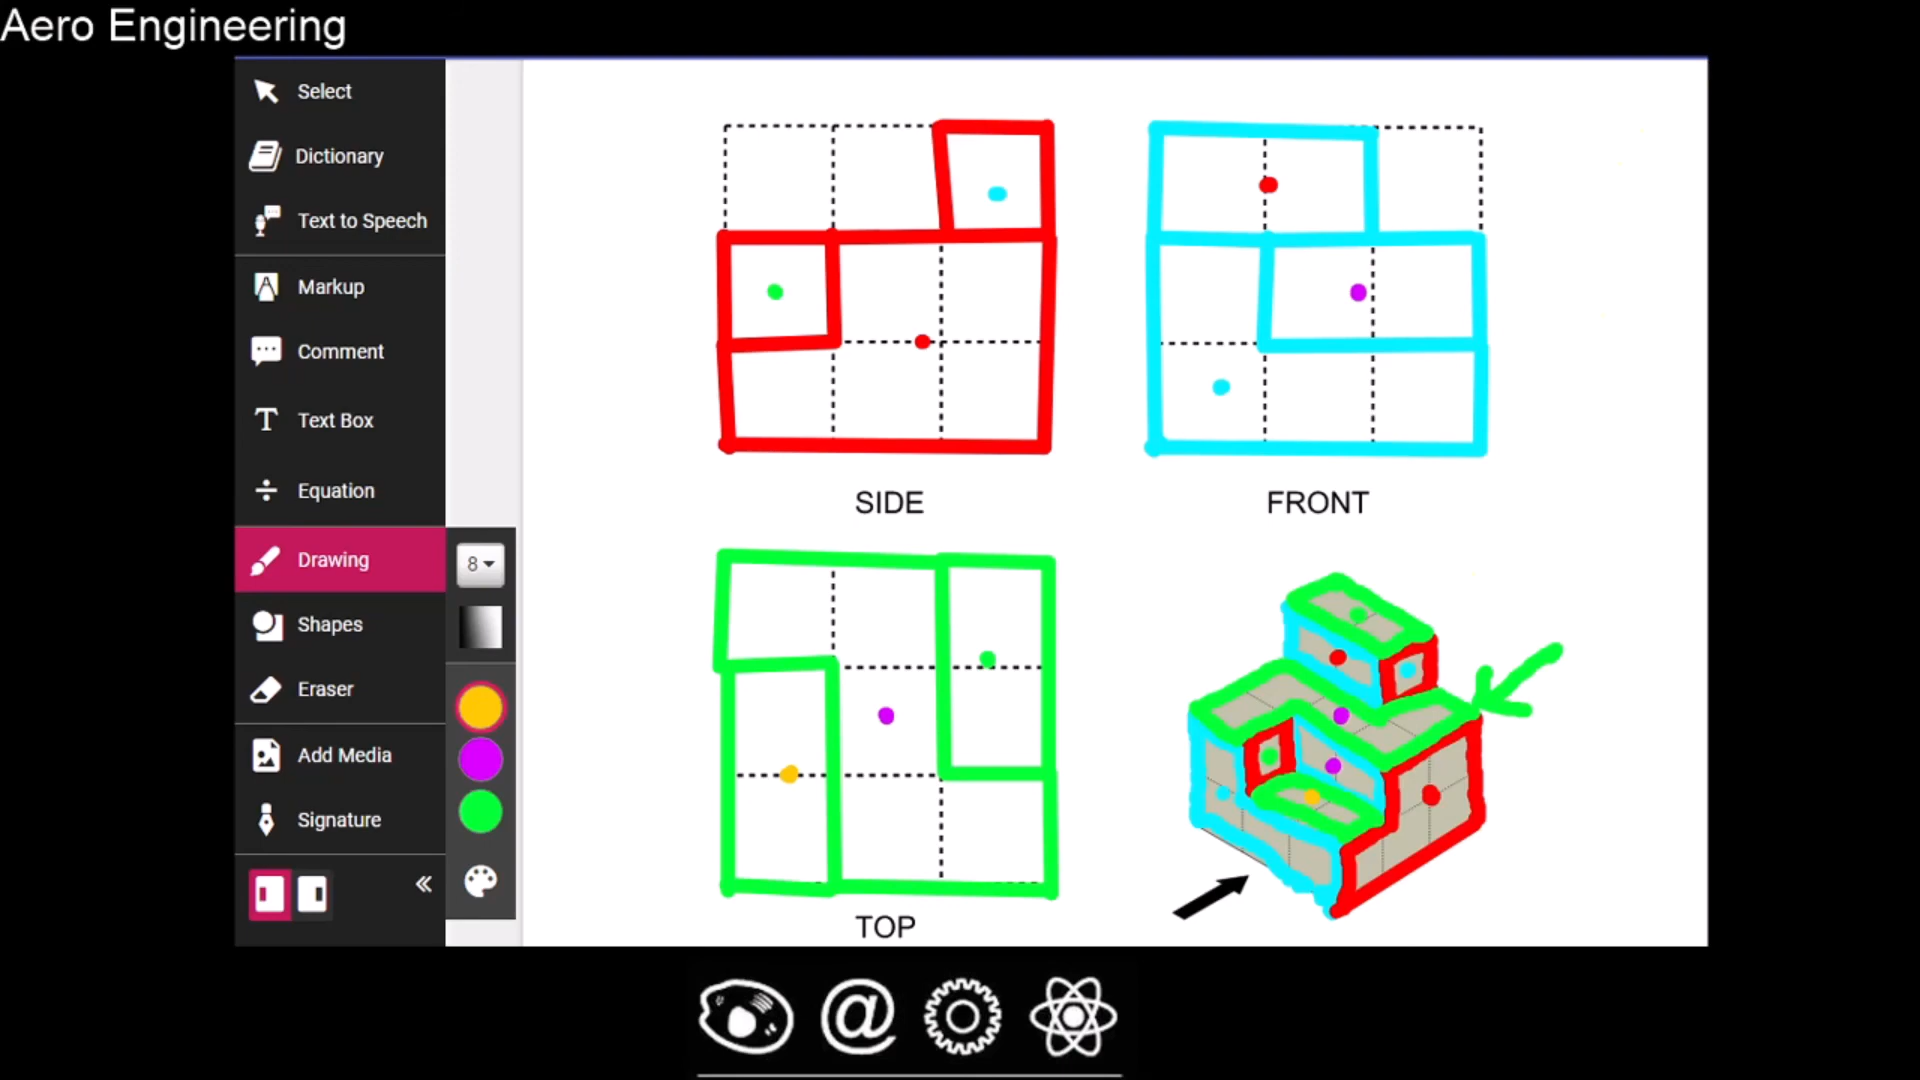 Aero Engineering
Select
Dictionary
Text to Speech
Markup
Comment
Text Box
Equation
Drawing
8
Shapes
Eraser
Add Media
Signature
SIDE
FRONT
TOP